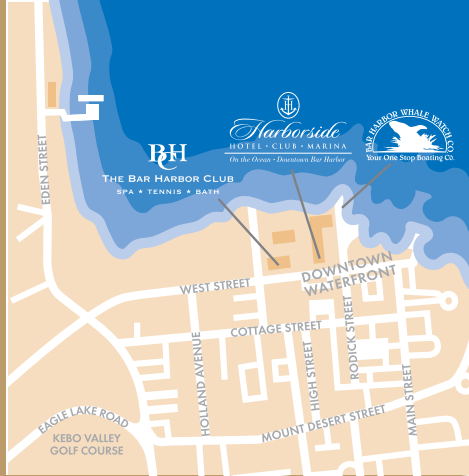 BAR HARBOR WHALE WATCH CO.
Your One Stop Boating Co.
Harborside
HOTEL • CLUB • MARINA
On the Ocean • Downtown Bar Harbor
BCH
THE BAR HARBOR CLUB
SPA ★ TENNIS ★ BATH
EDEN STREET
DOWNTOWN
WATERFRONT
WEST STREET
COTTAGE STREET
HOLLAND AVENUE
HIGH STREET
RODICK STREET
MAIN STREET
MOUNT DESERT STREET
EAGLE LAKE ROAD
KEBO VALLEY
GOLF COURSE